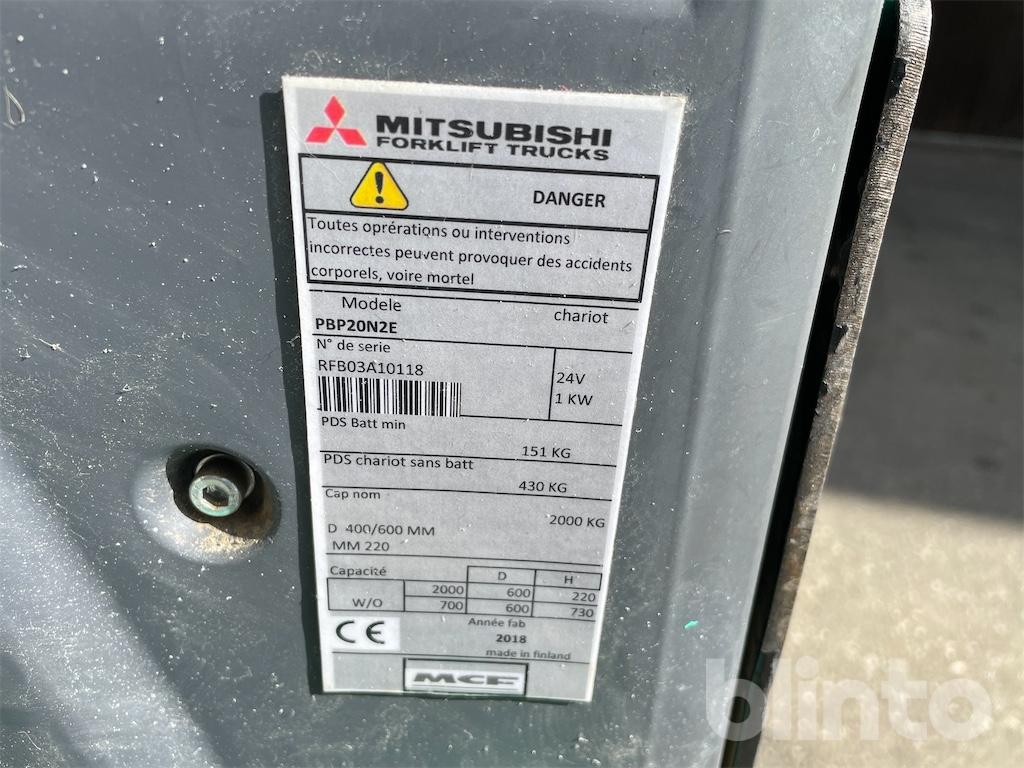 MITSUBISHI
FORKLIFT TRUCKS
DANGER
Toutes oprérations ou interventions
incorrectes peuvent provoquer des accidents
corporels, voire mortel
Modele chariot
PBP20N2E
N° de serie
RFB03A10118
24V
1 KW
PDS Batt min
151 KG
PDS chariot sans batt
430 KG
Cap nom
2000 KG
D 400/600 MM
MM 220
Capacité D H
2000 600 220
W/O 700 600 730
CE
Année fab
2018
made in finland
MCF
blinto